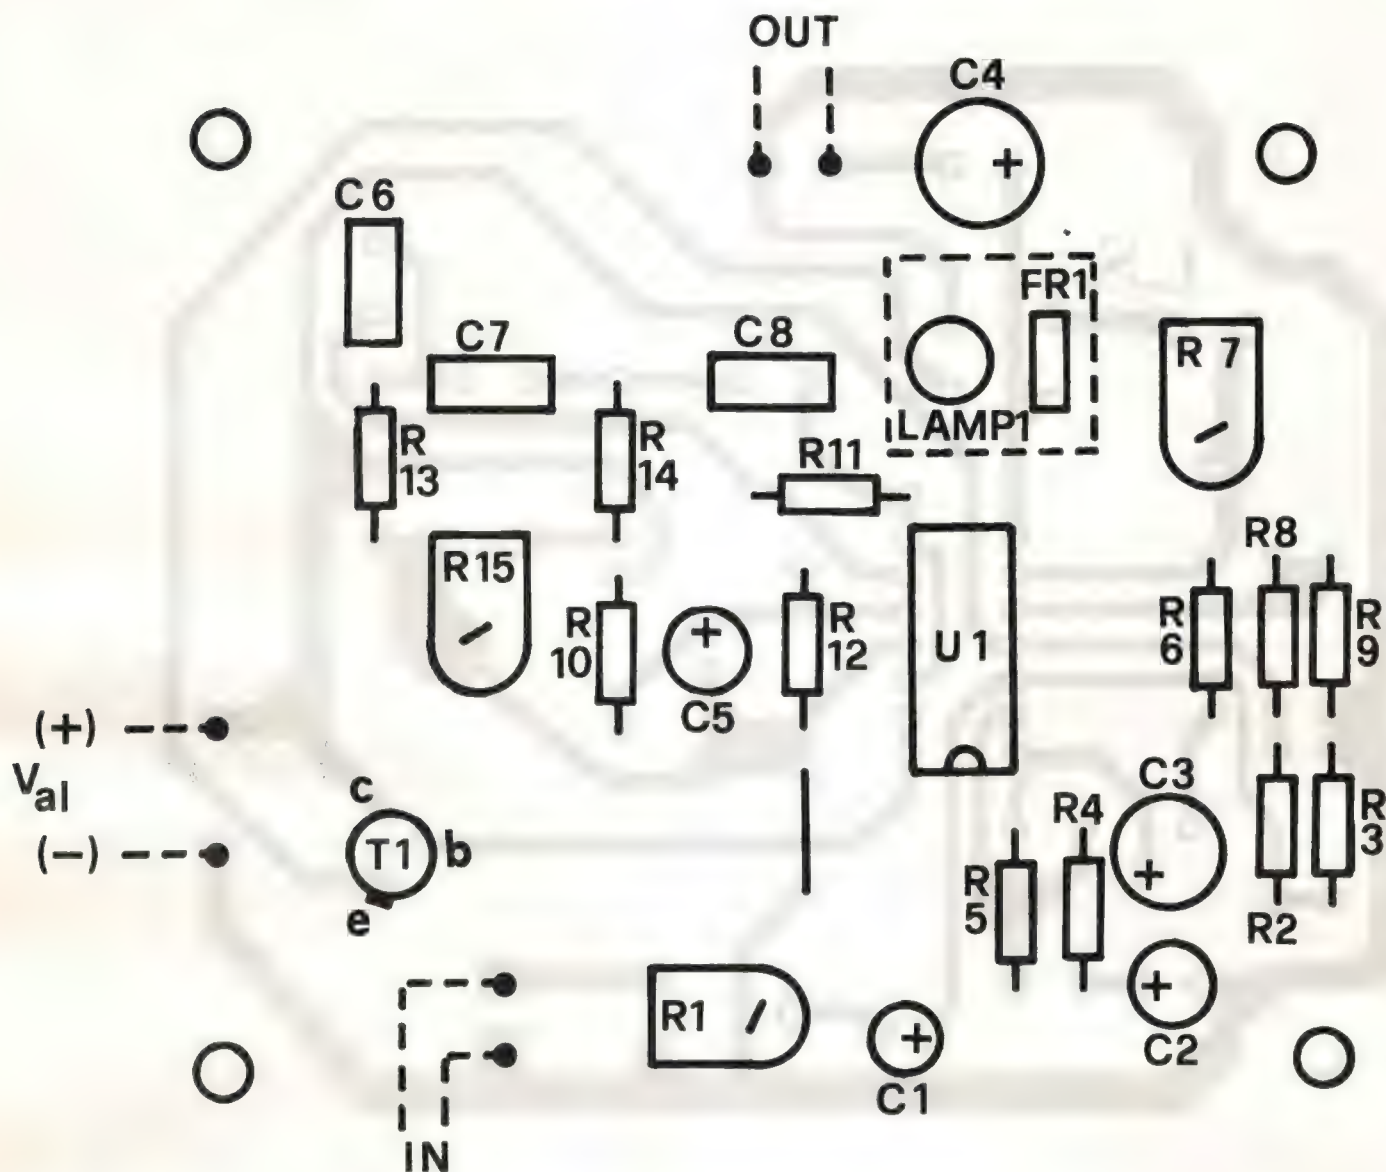 OUT
C4
C6
FR1
C7
C8
R 7
LAMP1
R
13
R
14
R11
R8
R15
R
10
R
12
U 1
R
6
R
9
C5
(+)
Val
(-)
c
T1
b
e
C3
R4
R
3
R
5
R2
R1
C1
C2
IN
+
+
+
+
+